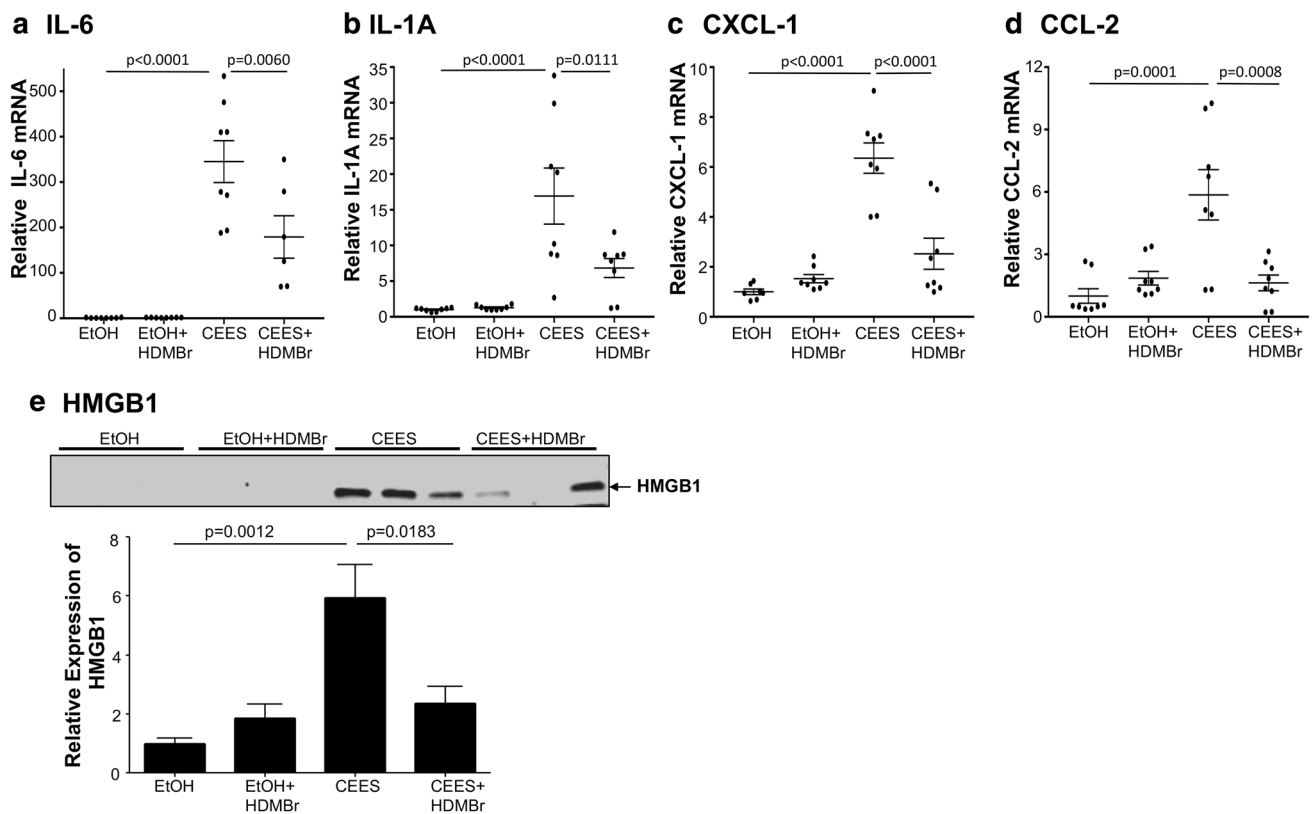 a IL-6
p<0.0001 p=0.0060
Relative IL-6 mRNA
500
400
300
200
100
0
EtOH EtOH+ HDMBr CEES CEES+ HDMBr
b IL-1A
p<0.0001 p=0.0111
Relative IL-1A mRNA
35
30
25
20
15
10
5
0
EtOH EtOH+ HDMBr CEES CEES+ HDMBr
c CXCL-1
p<0.0001 p<0.0001
Relative CXCL-1 mRNA
10
8
6
4
2
0
EtOH EtOH+ HDMBr CEES CEES+ HDMBr
d CCL-2
p=0.0001 p=0.0008
Relative CCL-2 mRNA
12
9
6
3
0
EtOH EtOH+ HDMBr CEES CEES+ HDMBr
e HMGB1
EtOH EtOH+HDMBr CEES CEES+HDMBr
HMGB1
p=0.0012 p=0.0183
Relative Expression of
HMGB1
8
6
4
2
0
EtOH EtOH+ HDMBr CEES CEES+ HDMBr